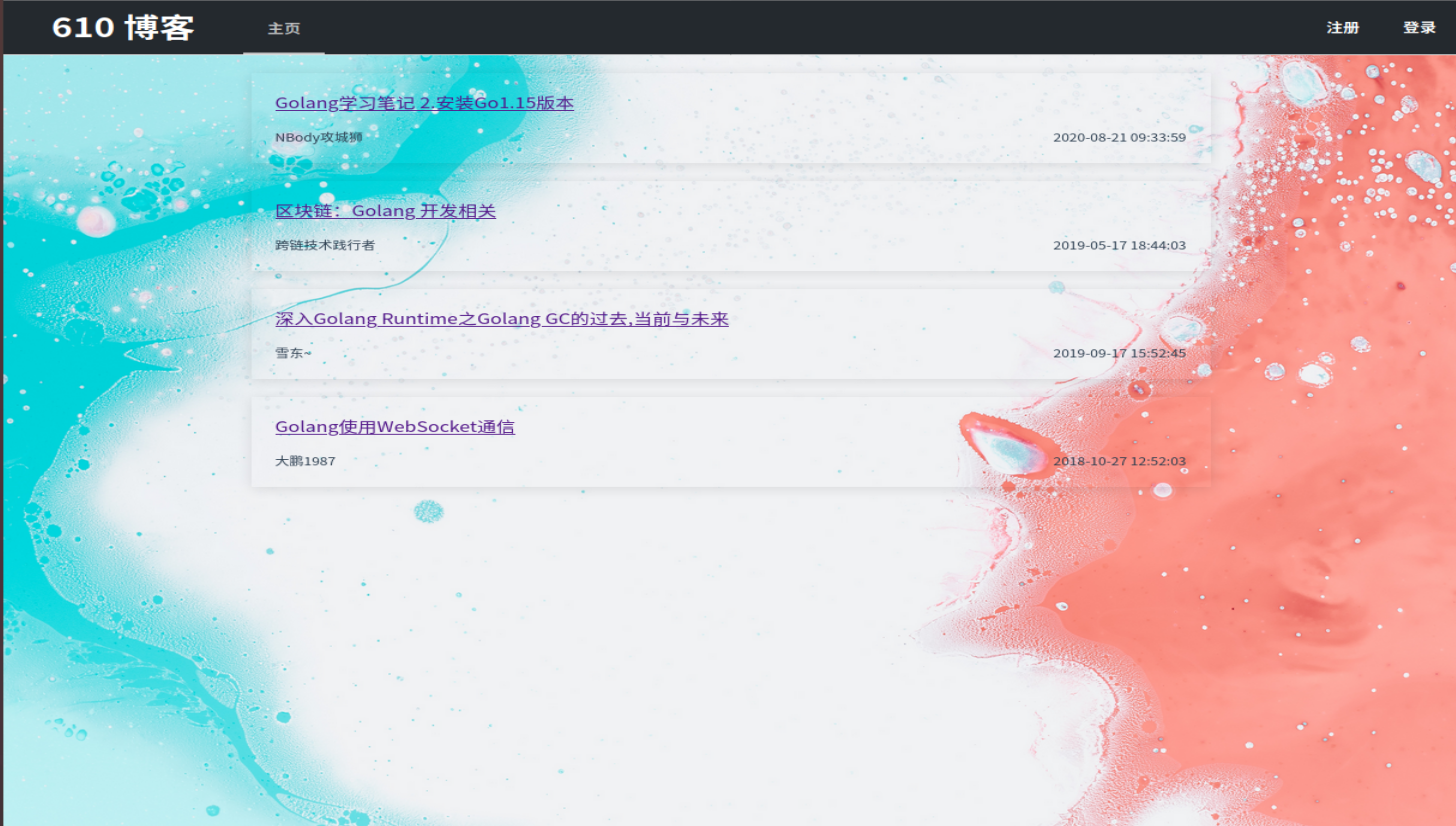 610 博客
主页
注册
登录
Golang学习笔记 2.安装Go1.15版本
NBody攻城狮
2020-08-21 09:33:59
区块链：Golang 开发相关
跨链技术践行者
2019-05-17 18:44:03
深入Golang Runtime之Golang GC的过去,当前与未来
雪东~
2019-09-17 15:52:45
Golang使用WebSocket通信
大鹏1987
2018-10-27 12:52:03